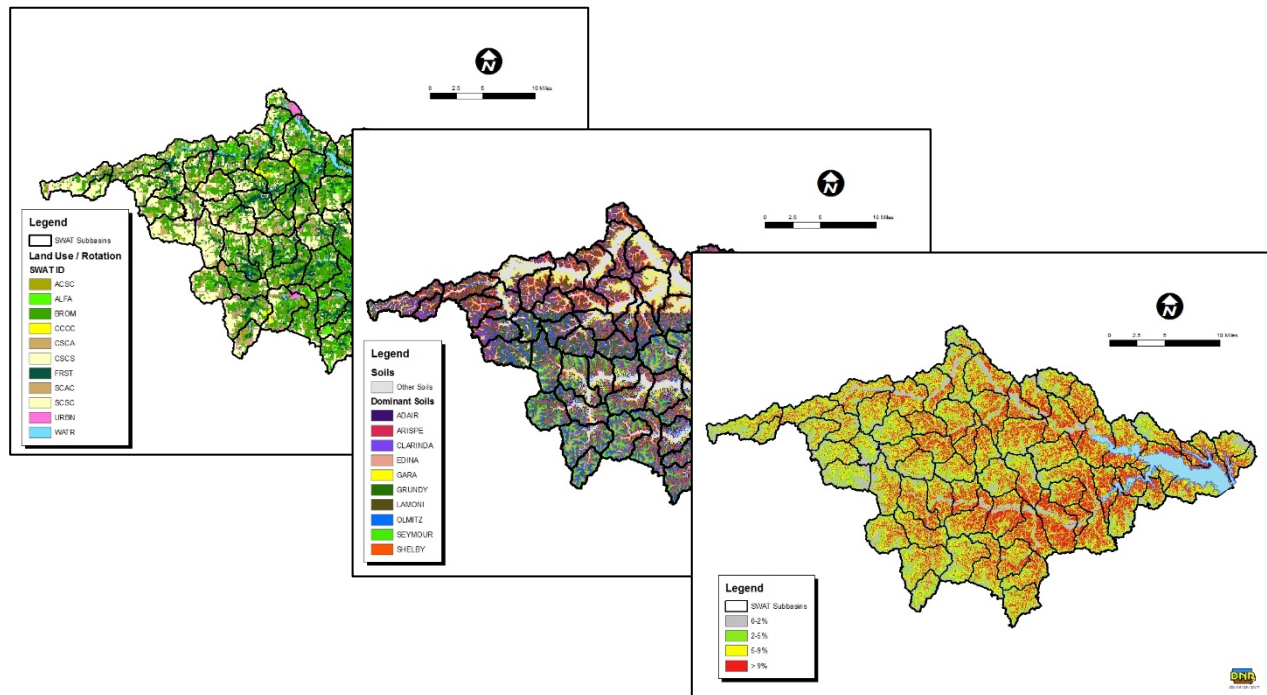 N
0 2.5 5 10 Miles
Legend
SWAT Subbasins
Land Use / Rotation
SWAT ID
ACSC
ALFA
BROM
CCCC
CSCA
CSCS
FRST
SCAC
SCSC
URBN
WATR
N
0 2.5 5 10 Miles
Legend
Soils
Other Soils
Dominant Soils
ADAIR
ARISPE
CLARINDA
EDINA
GARA
GRUNDY
LAMONI
OLMITZ
SEYMOUR
SHELBY
N
0 2.5 5 10 Miles
Legend
SWAT Subbasins
0-2%
2-5%
5-9%
> 9%
DNR